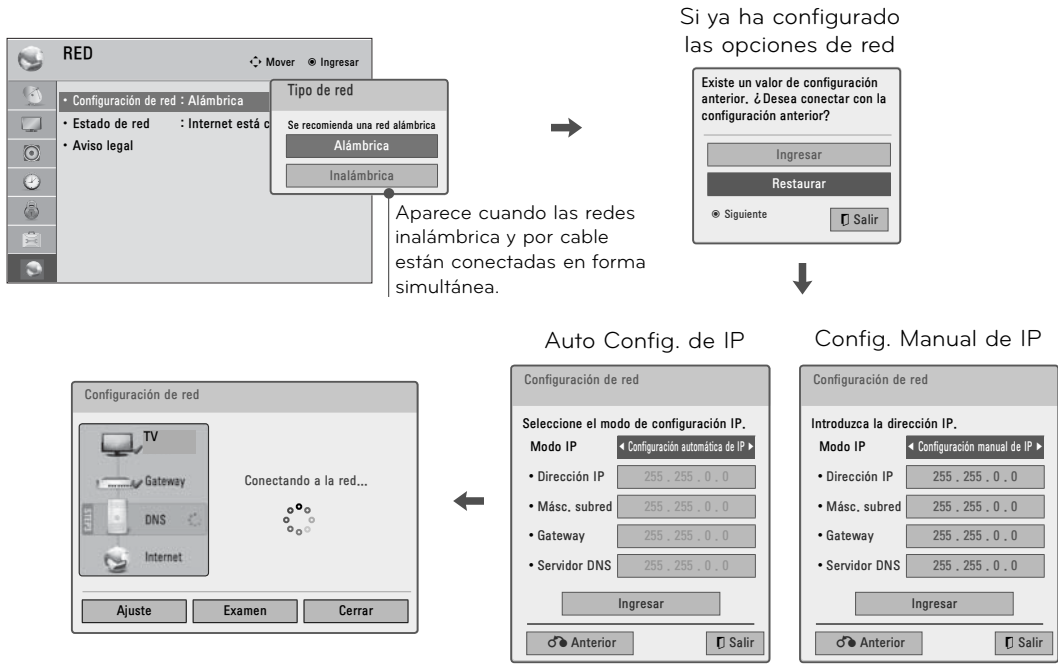 Si ya ha configurado
las opciones de red
RED
Mover
Ingresar
• Configuración de red : Alámbrica
• Estado de red : Internet está c
• Aviso legal
Tipo de red
Se recomienda una red alámbrica
Alámbrica
Inalámbrica
Aparece cuando las redes
inalámbrica y por cable
están conectadas en forma
simultánea.
Existe un valor de configuración
anterior. ¿Desea conectar con la
configuración anterior?
Ingresar
Restaurar
Siguiente
Salir
Auto Config. de IP
Config. Manual de IP
Configuración de red
TV
Gateway
STEP3
DNS
Internet
Conectando a la red...
Ajuste
Examen
Cerrar
Configuración de red
Seleccione el modo de configuración IP.
Modo IP ◀ Configuración automática de IP ▶
• Dirección IP 255 . 255 . 0 . 0
• Másc. subred 255 . 255 . 0 . 0
• Gateway 255 . 255 . 0 . 0
• Servidor DNS 255 . 255 . 0 . 0
Ingresar
Anterior
Salir
Configuración de red
Introduzca la dirección IP.
Modo IP ◀ Configuración manual de IP ▶
• Dirección IP 255 . 255 . 0 . 0
• Másc. subred 255 . 255 . 0 . 0
• Gateway 255 . 255 . 0 . 0
• Servidor DNS 255 . 255 . 0 . 0
Ingresar
Anterior
Salir